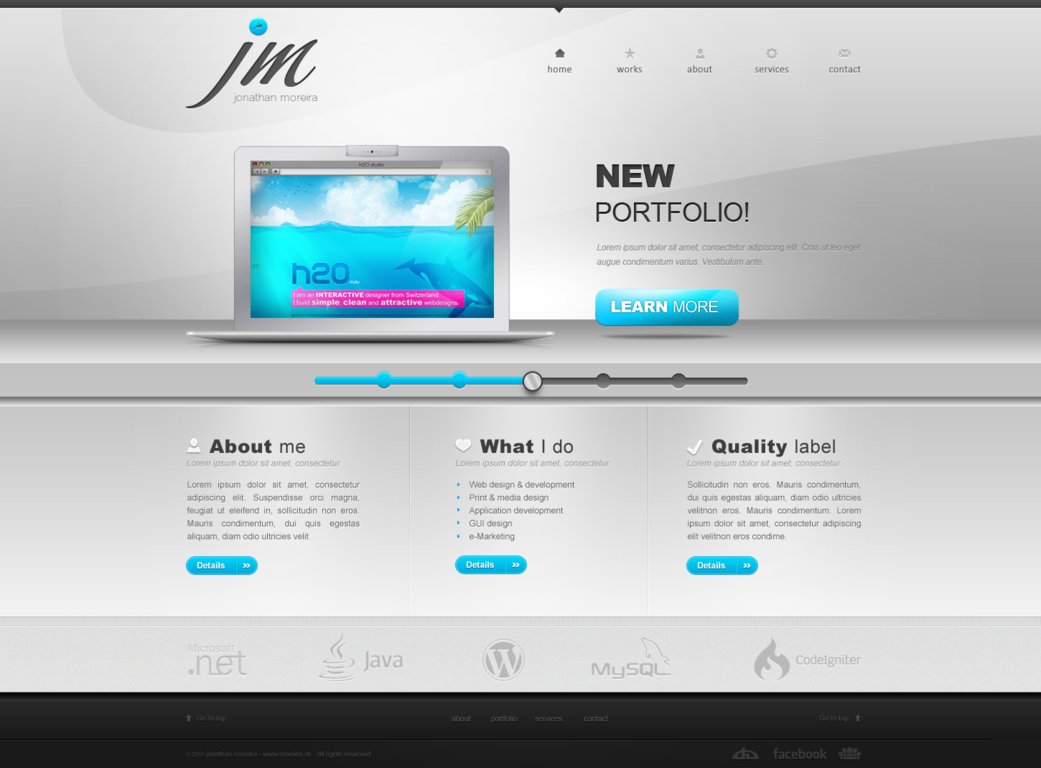 jm
jonathan moreira
home works about services contact
H2O studio
NEW
PORTFOLIO!
Lorem ipsum dolor sit amet, consectetur adipiscing elit. Cras ut leo eget
augue condimentum varius. Vestibulum ante.
h2o
I am an INTERACTIVE designer from Switzerland.
I build simple, clean and attractive webdesigns.
LEARN MORE
About me
Lorem ipsum dolor sit amet, consectetur
Lorem ipsum dolor sit amet, consectetur
adipiscing elit. Suspendisse orci magna,
feugiat ut eleifend in, sollicitudin non eros.
Mauris condimentum, dui quis egestas
aliquam, diam odio ultricies velit
Details
What I do
Lorem ipsum dolor sit amet, consectetur
Web design & development
Print & media design
Application development
GUI design
e-Marketing
Details
Quality label
Lorem ipsum dolor sit amet, consectetur
Sollicitudin non eros. Mauris condimentum,
dui quis egestas aliquam, diam odio ultricies
velitnon eros. Mauris condimentum. Lorem
ipsum dolor sit amet, consectetur adipiscing
elit velitnon eros condime.
Details
Microsoft
.net
Java
MySQL
CodeIgniter
Go to top
about portfolio services contact
Go to top
jonathan moreira - www.moreira.ch - all rights reserved
facebook